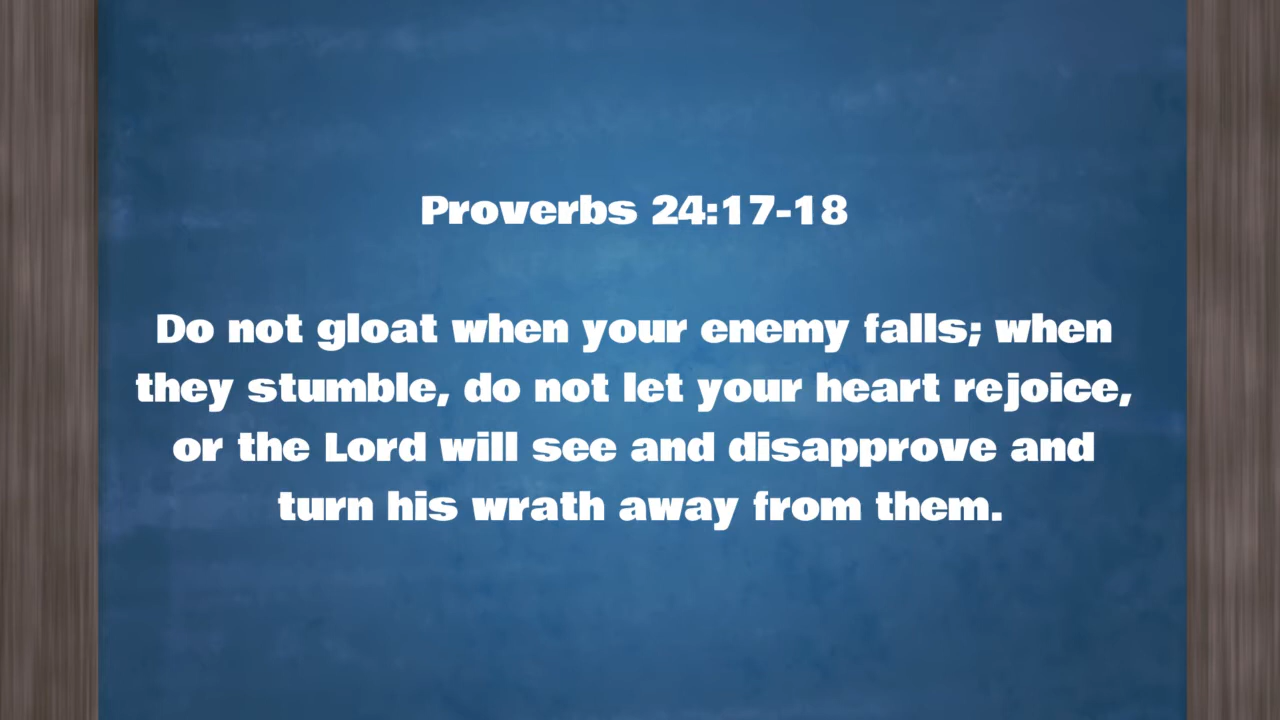 Proverbs 24:17-18
Do not gloat when your enemy falls; when
they stumble, do not let your heart rejoice,
or the Lord will see and disapprove and
turn his wrath away from them.